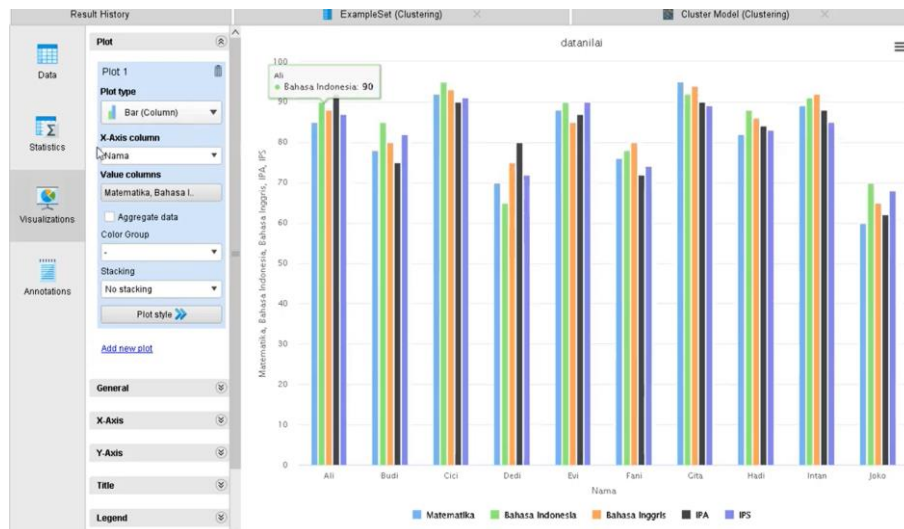 Result History
ExampleSet (Clustering)
Cluster Model (Clustering)
Data
Statistics
Visualizations
Annotations
Plot
Plot 1
Plot type
Bar (Column)
X-Axis column
Nama
Value columns
Matematika, Bahasa I..
Aggregate data
Color Group
-
Stacking
No stacking
Plot style
Add new plot
General
X-Axis
Y-Axis
Title
Legend
datanilai
Ali
Bahasa Indonesia: 90
Matematika, Bahasa Indonesia, Bahasa Inggris, IPA, IPS
100
90
80
70
60
50
40
30
20
10
0
Ali Budi Cici Dedi Evi Fani Gita Hadi Intan Joko
Nama
Matematika Bahasa Indonesia Bahasa Inggris IPA IPS